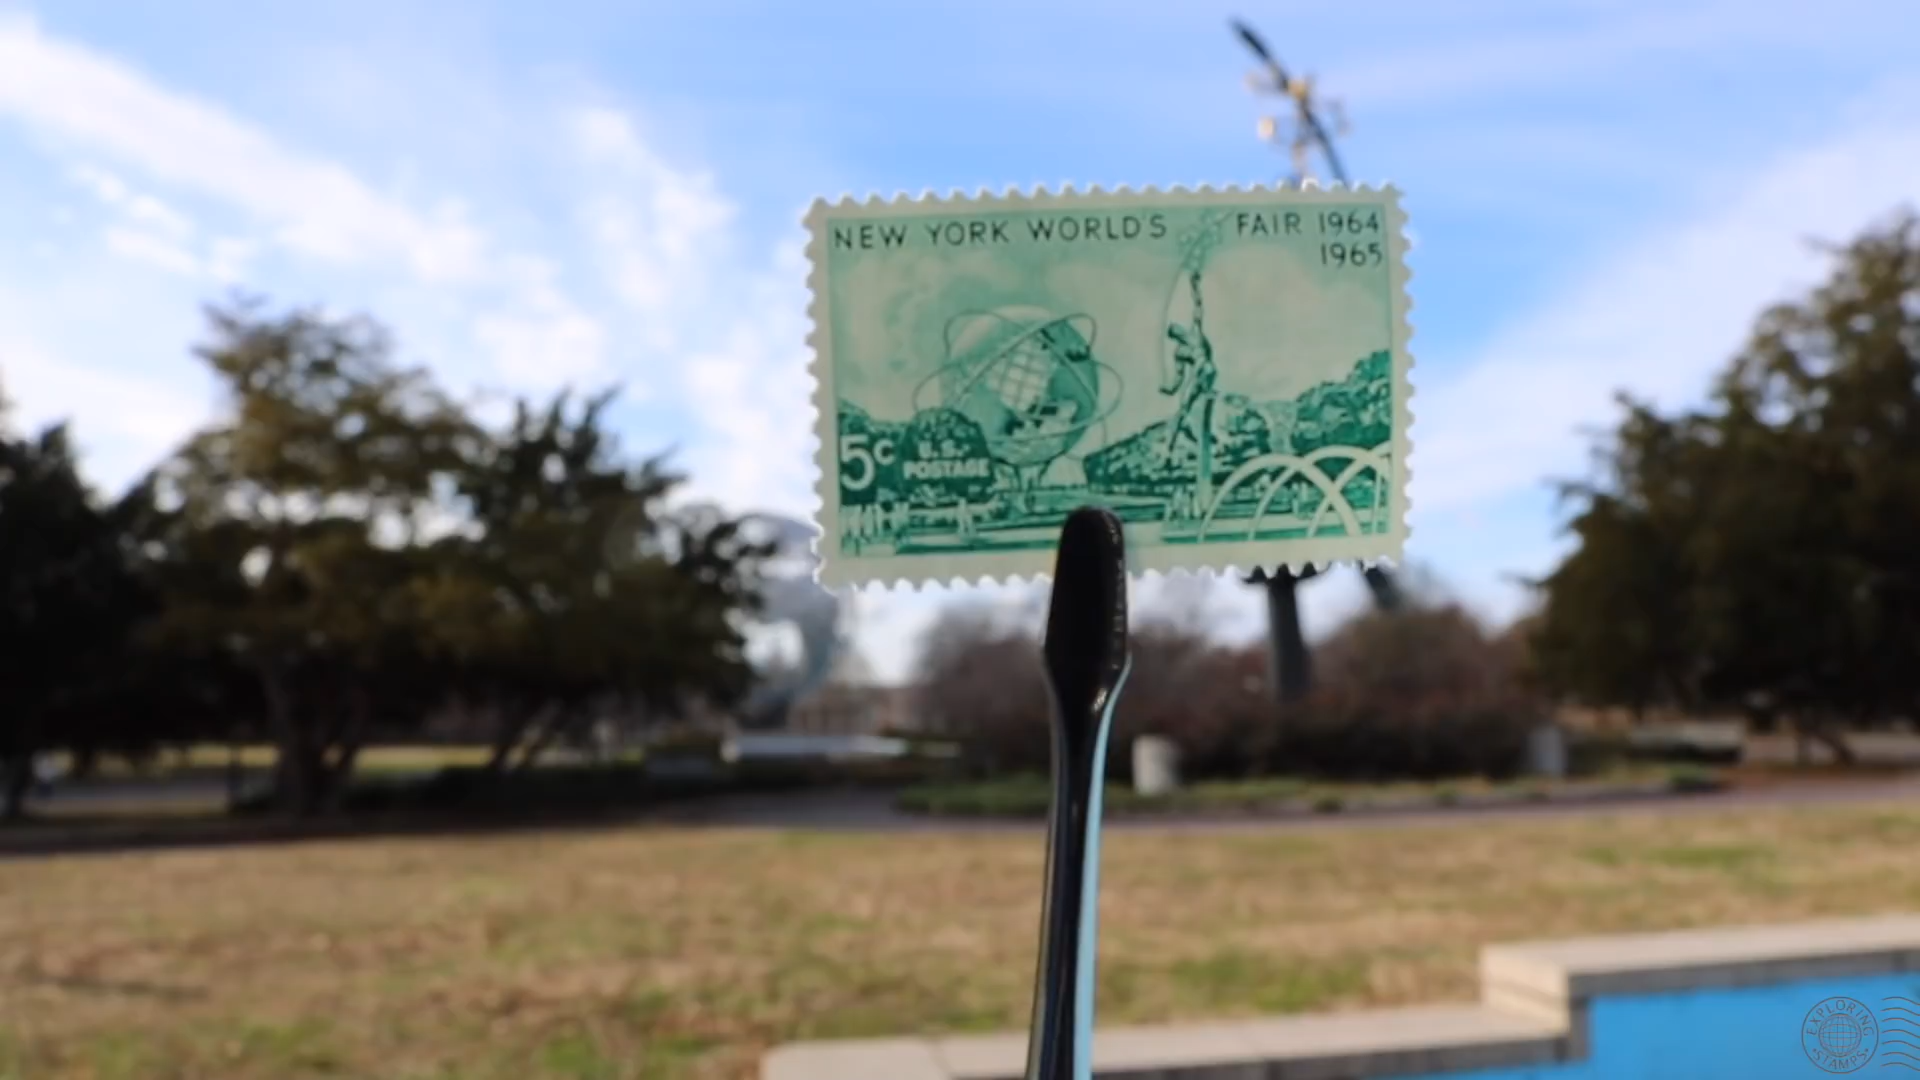 NEW YORK WORLD'S FAIR 1964
1965
5c U.S.
POSTAGE
EXPLORING
STAMPS